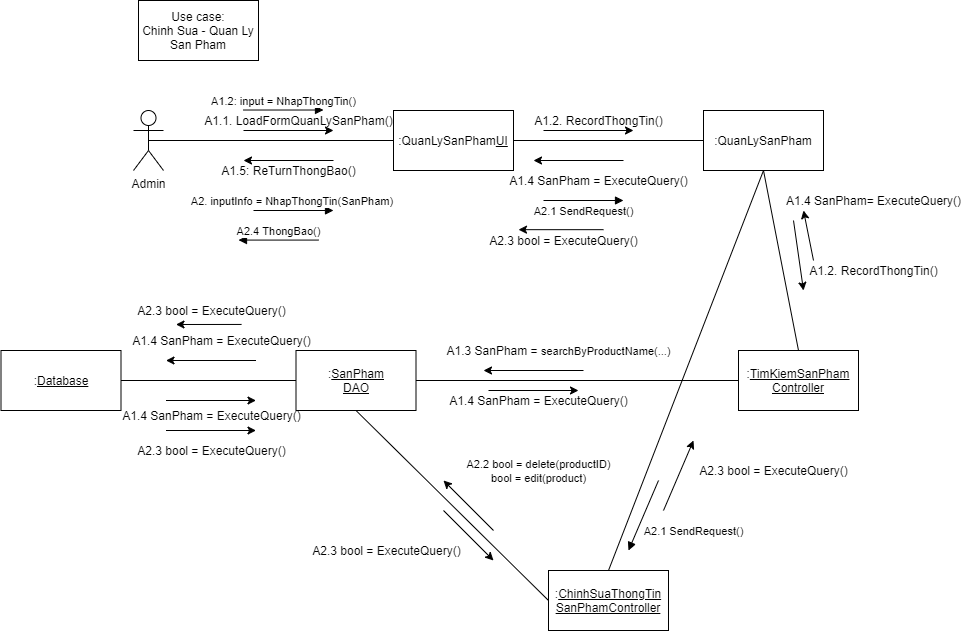 Use case:
Chinh Sua - Quan Ly
San Pham
A1.2: input = NhapThongTin()
A1.1. LoadFormQuanLySanPham()
:QuanLySanPhamUI
A1.2. RecordThongTin()
:QuanLySanPham
Admin
A1.5: ReTurnThongBao()
A1.4 SanPham = ExecuteQuery()
A2. inputInfo = NhapThongTin(SanPham)
A2.1 SendRequest()
A1.4 SanPham= ExecuteQuery()
A2.4 ThongBao()
A2.3 bool = ExecuteQuery()
A1.2. RecordThongTin()
A2.3 bool = ExecuteQuery()
A1.4 SanPham = ExecuteQuery()
A1.3 SanPham = searchByProductName(...)
:Database
:SanPham
DAO
:TimKiemSanPham
Controller
A1.4 SanPham = ExecuteQuery()
A1.4 SanPham = ExecuteQuery()
A2.3 bool = ExecuteQuery()
A2.2 bool = delete(productID)
bool = edit(product)
A2.3 bool = ExecuteQuery()
A2.1 SendRequest()
A2.3 bool = ExecuteQuery()
:ChinhSuaThongTin
SanPhamController